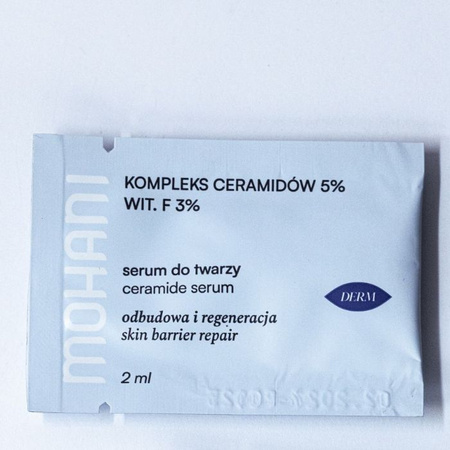 mOHANI
KOMPLEKS CERAMIDÓW 5%
WIT. F 3%
serum do twarzy
ceramide serum
DERM
odbudowa i regeneracja
skin barrier repair
2 ml